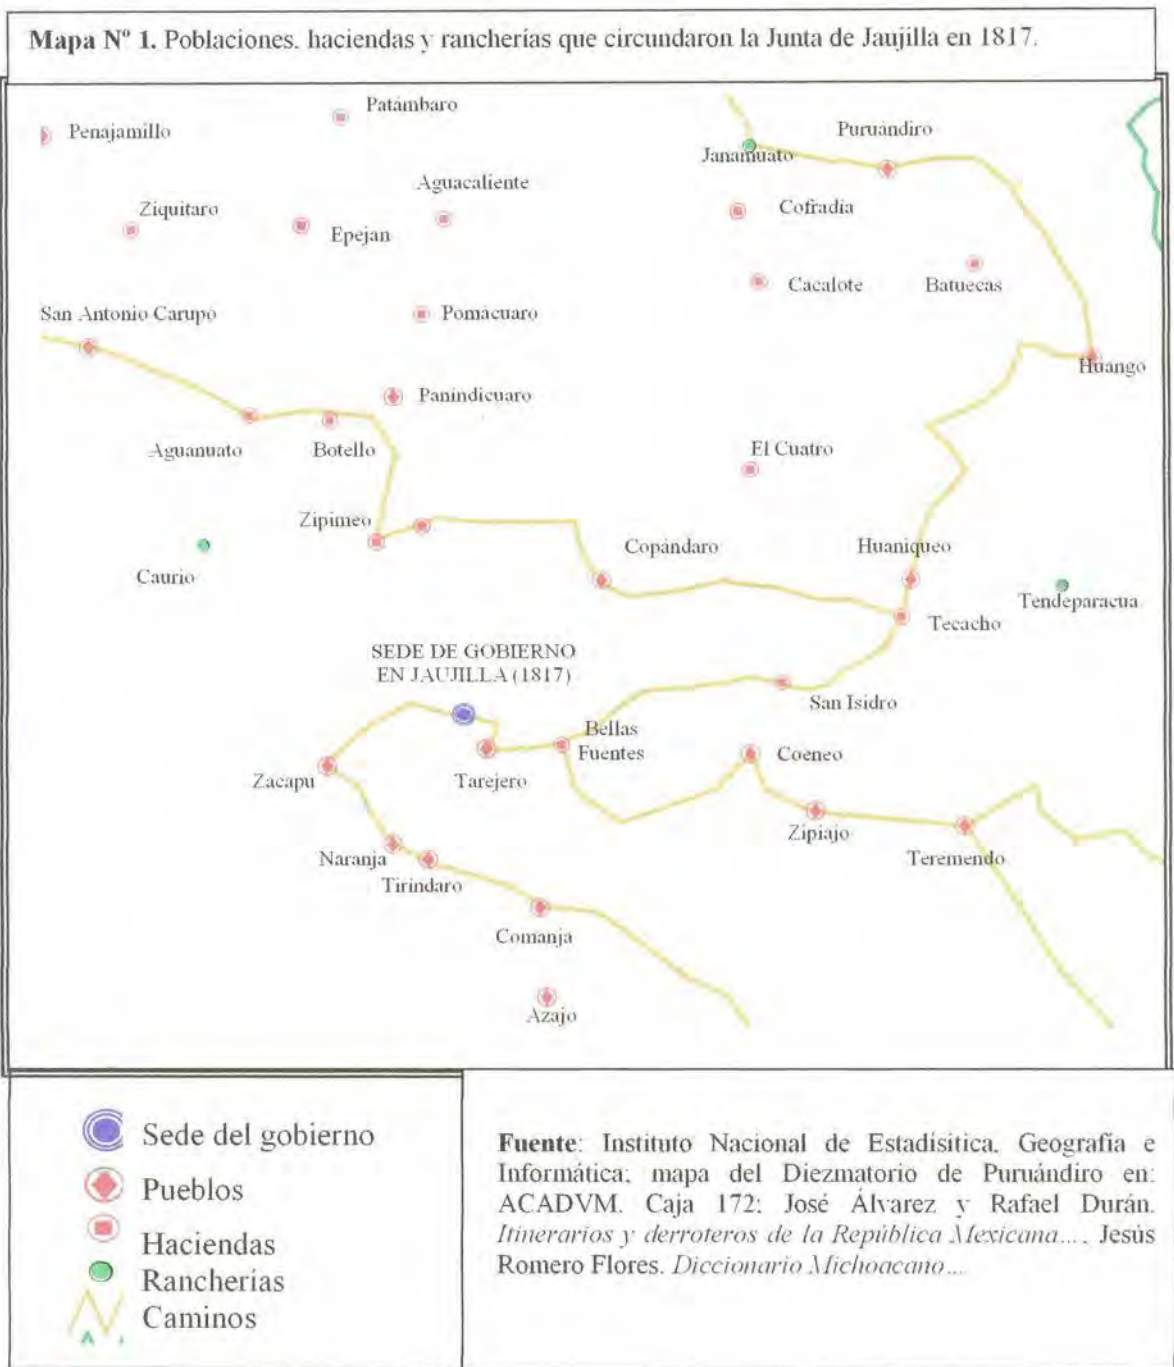 Mapa Nº 1. Poblaciones. haciendas y rancherías que circundaron la Junta de Jaujilla en 1817.
Patámbaro
Penajamillo
Puruándiro
Janamuato
Aguacaliente
Ziquitaro
Cofradía
Epejan
Cacalote
Batuecas
San Antonio Carupo
Pomácuaro
Huango
Panindícuaro
Aguanuato
Botello
El Cuatro
Zipimeo
Copándaro
Huaniqueo
Caurio
Tendeparacua
Tecacho
SEDE DE GOBIERNO
EN JAUJILLA (1817)
San Isidro
Bellas
Fuentes
Coeneo
Zacapu
Tarejero
Zipiajo
Naranja
Teremendo
Tirindaro
Comanja
Azajo
Sede del gobierno
Pueblos
Haciendas
Rancherías
Caminos
Fuente: Instituto Nacional de Estadísitica. Geografía e
Informática; mapa del Diezmatorio de Puruándiro en:
ACADVM. Caja 172; José Álvarez y Rafael Durán.
Itinerarios y derroteros de la República Mexicana.... Jesús
Romero Flores. Diccionario Michoacano...